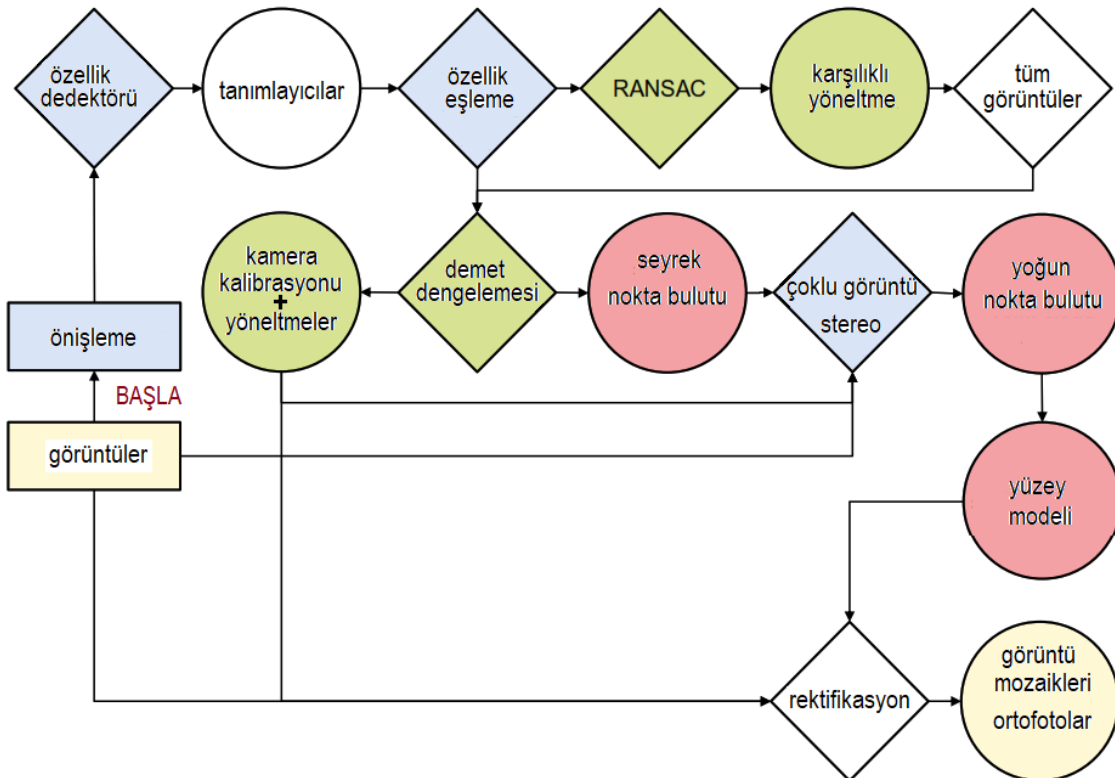 özellik
dedektörü
tanımlayıcılar
özellik
eşleme
RANSAC
karşılıklı
yöneltme
tüm
görüntüler
kamera
kalibrasyonu
+
yöneltmeler
demet
dengelemesi
seyrek
nokta bulutu
çoklu görüntü
stereo
yoğun
nokta bulutu
önişleme
BAŞLA
görüntüler
yüzey
modeli
rektifikasyon
görüntü
mozaikleri
ortofotolar